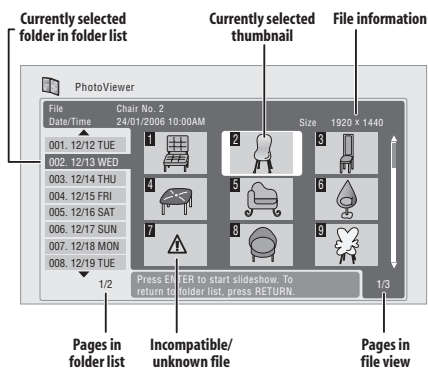 Currently selected
folder in folder list
Currently selected
thumbnail
File information
PhotoViewer
File Chair No. 2
Date/Time 24/01/2006 10:00AM
Size 1920 × 1440
001. 12/12 TUE
002. 12/13 WED
003. 12/14 THU
004. 12/15 FRI
005. 12/16 SAT
006. 12/17 SUN
007. 12/18 MON
008. 12/19 TUE
1 2 3
4 5 6
7 8 9
1/2
Press ENTER to start slideshow. To
return to folder list, press RETURN.
1/3
Pages in
folder list
Incompatible/
unknown file
Pages in
file view